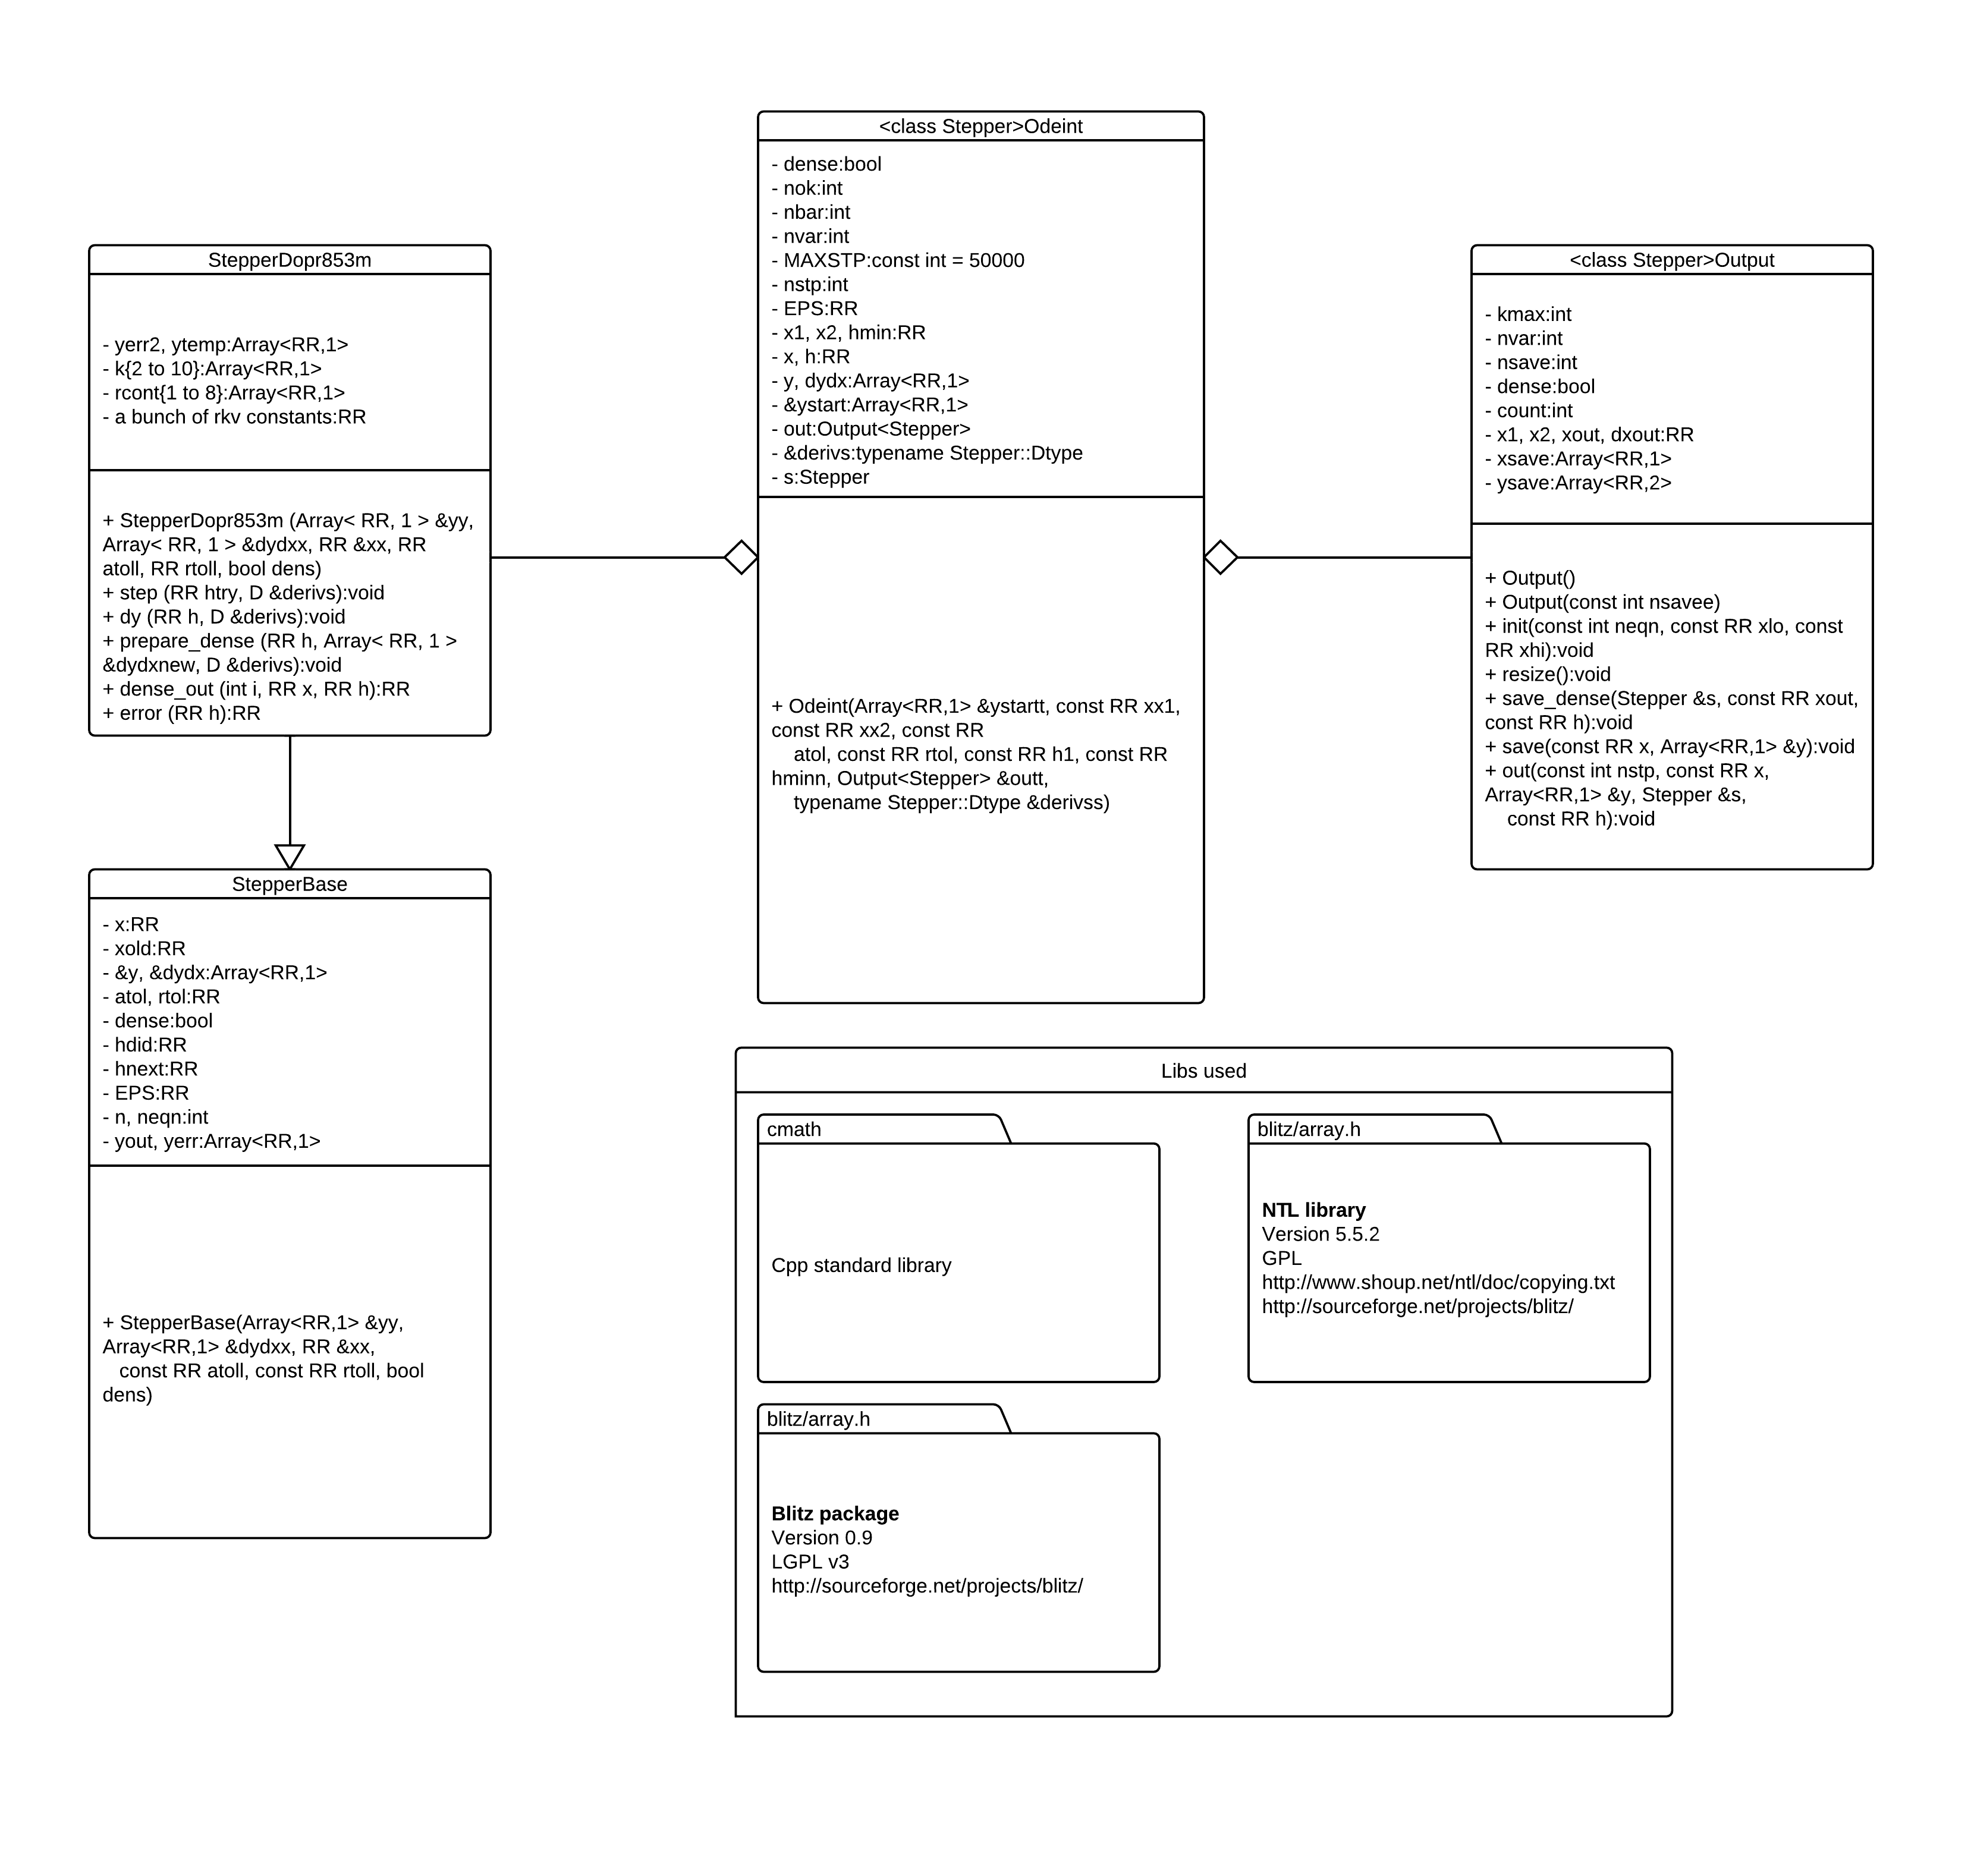 <class Stepper>Odeint
- dense:bool
- nok:int
- nbar:int
- nvar:int
- MAXSTP:const int = 50000
- nstp:int
- EPS:RR
- x1, x2, hmin:RR
- x, h:RR
- y, dydx:Array<RR,1>
- &ystart:Array<RR,1>
- out:Output<Stepper>
- &derivs:typename Stepper::Dtype
- s:Stepper
+ Odeint(Array<RR,1> &ystartt, const RR xx1,
const RR xx2, const RR
atol, const RR rtol, const RR h1, const RR
hminn, Output<Stepper> &outt,
typename Stepper::Dtype &derivss)
StepperDopr853m
- yerr2, ytemp:Array<RR,1>
- k{2 to 10}:Array<RR,1>
- rcont{1 to 8}:Array<RR,1>
- a bunch of rkv constants:RR
+ StepperDopr853m (Array< RR, 1 > &yy,
Array< RR, 1 > &dydxx, RR &xx, RR
atoll, RR rtoll, bool dens)
+ step (RR htry, D &derivs):void
+ dy (RR h, D &derivs):void
+ prepare_dense (RR h, Array< RR, 1 >
&dydxnew, D &derivs):void
+ dense_out (int i, RR x, RR h):RR
+ error (RR h):RR
<class Stepper>Output
- kmax:int
- nvar:int
- nsave:int
- dense:bool
- count:int
- x1, x2, xout, dxout:RR
- xsave:Array<RR,1>
- ysave:Array<RR,2>
+ Output()
+ Output(const int nsavee)
+ init(const int neqn, const RR xlo, const
RR xhi):void
+ resize():void
+ save_dense(Stepper &s, const RR xout,
const RR h):void
+ save(const RR x, Array<RR,1> &y):void
+ out(const int nstp, const RR x,
Array<RR,1> &y, Stepper &s,
const RR h):void
StepperBase
- x:RR
- xold:RR
- &y, &dydx:Array<RR,1>
- atol, rtol:RR
- dense:bool
- hdid:RR
- hnext:RR
- EPS:RR
- n, neqn:int
- yout, yerr:Array<RR,1>
+ StepperBase(Array<RR,1> &yy,
Array<RR,1> &dydxx, RR &xx,
const RR atoll, const RR rtoll, bool
dens)
Libs used
cmath
Cpp standard library
blitz/array.h
NTL library
Version 5.5.2
GPL
http://www.shoup.net/ntl/doc/copying.txt
http://sourceforge.net/projects/blitz/
blitz/array.h
Blitz package
Version 0.9
LGPL v3
http://sourceforge.net/projects/blitz/